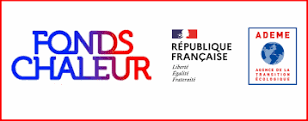 FONDS
CHALEUR
RÉPUBLIQUE
FRANÇAISE
Liberté
Égalité
Fraternité
ADEME
AGENCE DE LA
TRANSITION
ÉCOLOGIQUE